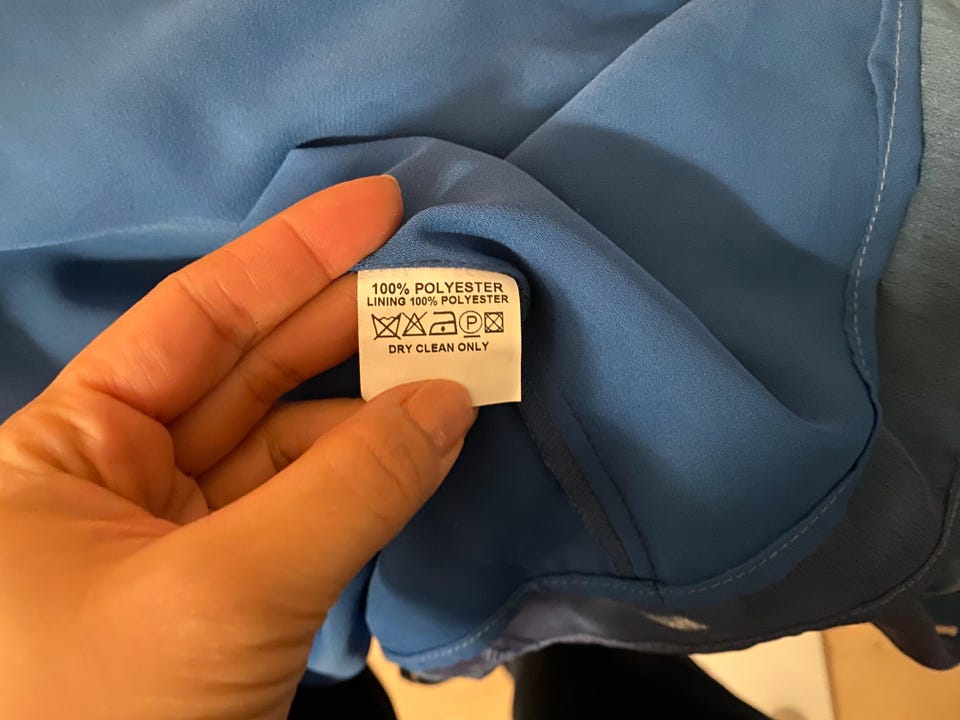 100% POLYESTER
LINING 100% POLYESTER
P
DRY CLEAN ONLY